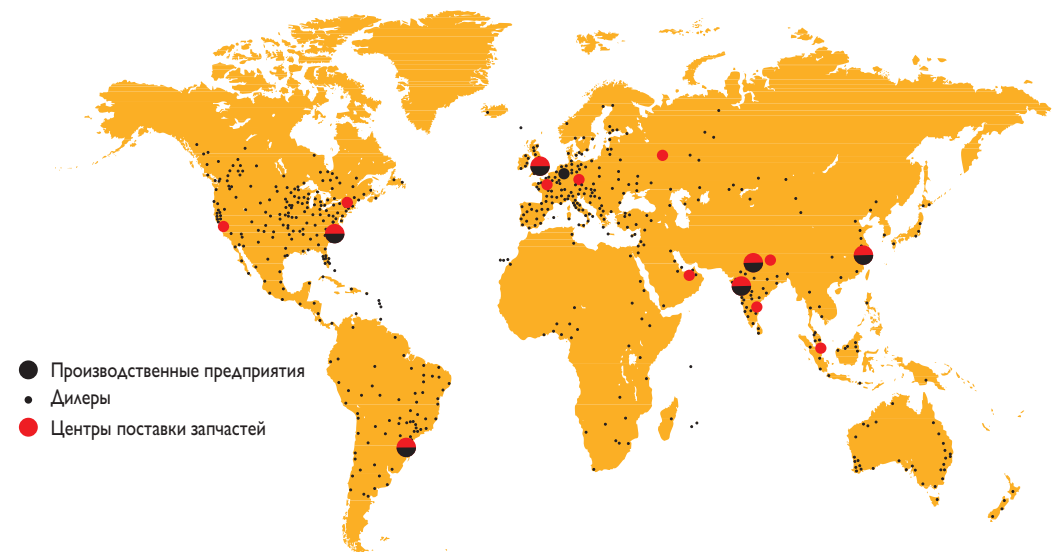 Производственные предприятия
Дилеры
Центры поставки запчастей